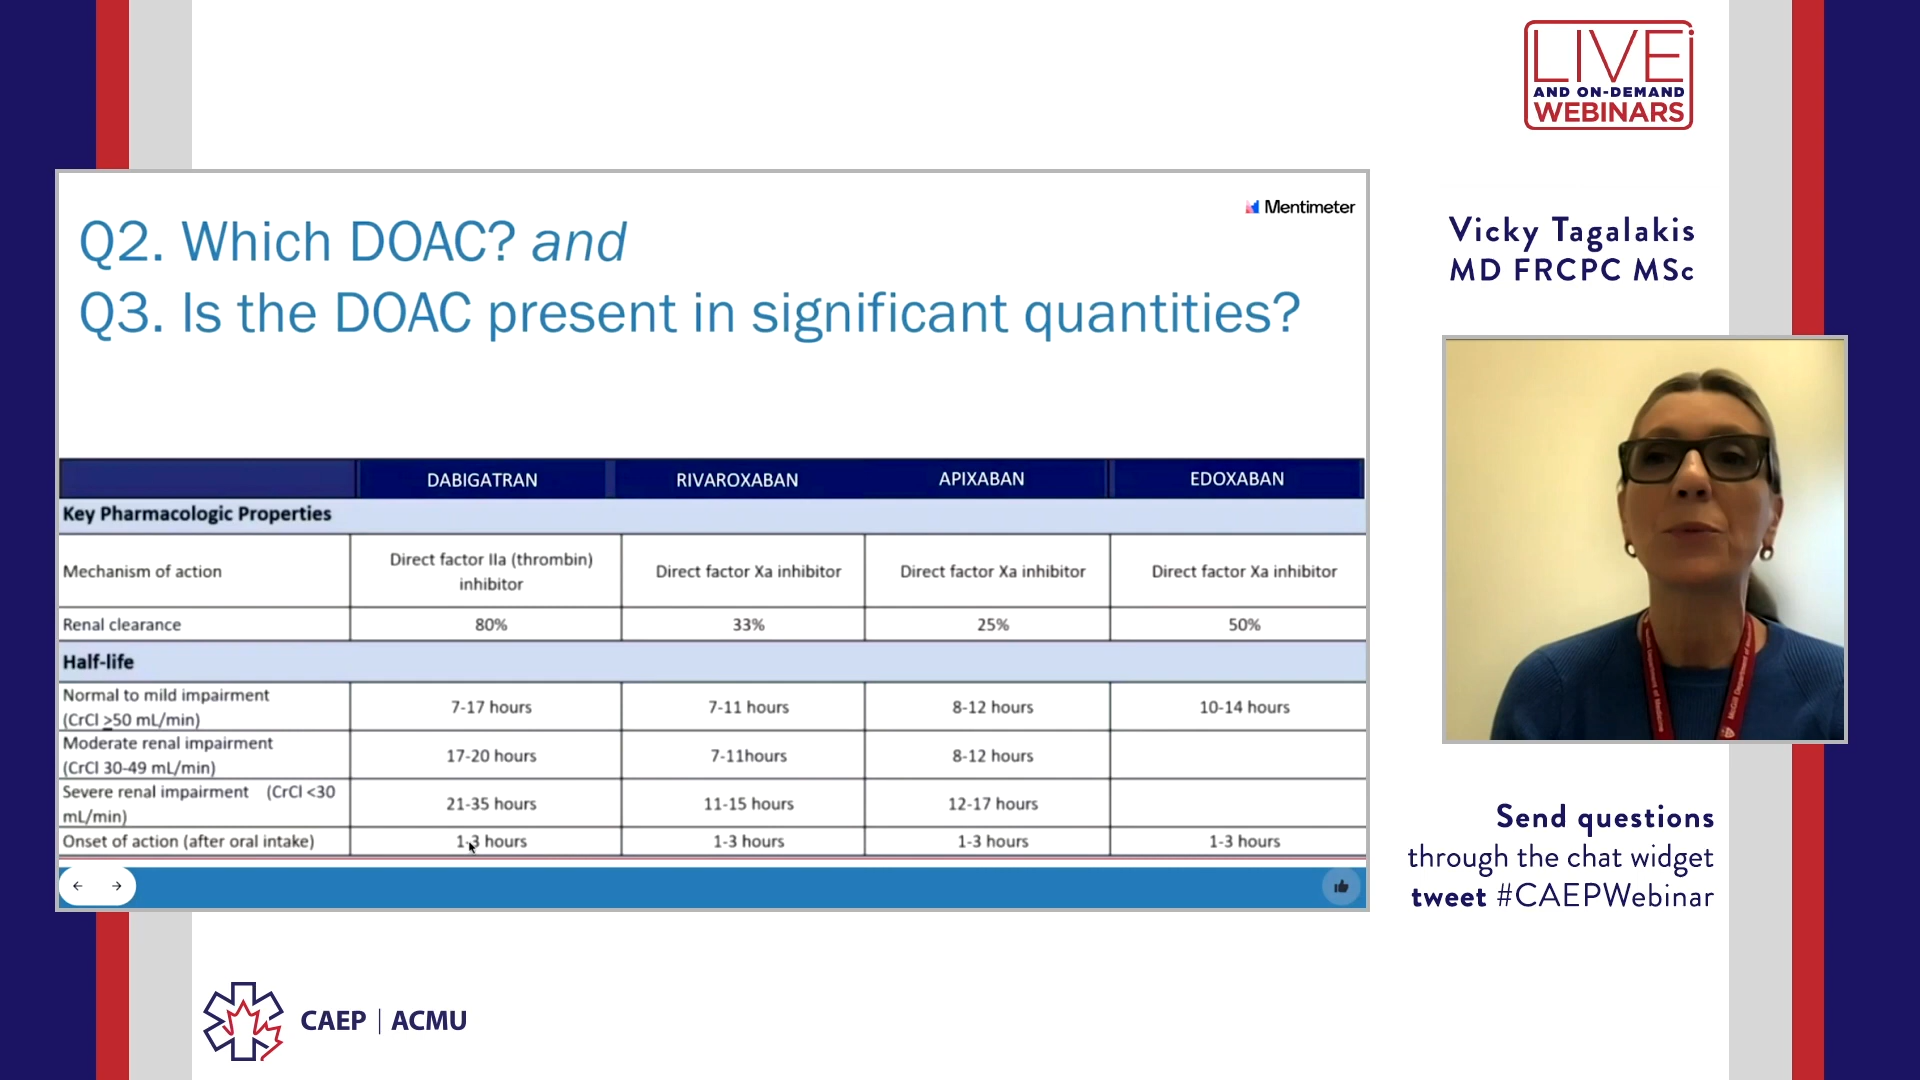 LIVE
AND ON-DEMAND
WEBINARS
Mentimeter
Q2. Which DOAC? and
Q3. Is the DOAC present in significant quantities?
DABIGATRAN RIVAROXABAN APIXABAN EDOXABAN
Key Pharmacologic Properties
Mechanism of action Direct factor IIa (thrombin) inhibitor Direct factor Xa inhibitor Direct factor Xa inhibitor Direct factor Xa inhibitor
Renal clearance 80% 33% 25% 50%
Half-life
Normal to mild impairment (CrCl >50 mL/min) 7-17 hours 7-11 hours 8-12 hours 10-14 hours
Moderate renal impairment (CrCl 30-49 mL/min) 17-20 hours 7-11hours 8-12 hours
Severe renal impairment (CrCl <30 mL/min) 21-35 hours 11-15 hours 12-17 hours
Onset of action (after oral intake) 1-3 hours 1-3 hours 1-3 hours 1-3 hours
Vicky Tagalakis
MD FRCPC MSc
Send questions
through the chat widget
tweet #CAEPWebinar
CAEP | ACMU